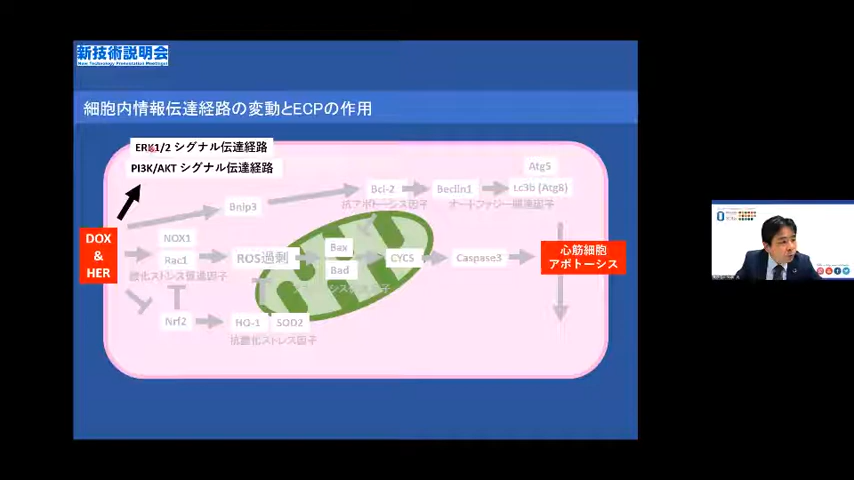 新技術説明会
New Technology Presentation Meetings!
細胞内情報伝達経路の変動とECPの作用
ERK1/2 シグナル伝達経路
PI3K/AKT シグナル伝達経路
Atg5
Bnip3
Bcl-2
Beclin1
Lc3b (Atg8)
抗アポトーシス因子
オートファジー関連因子
DOX
&
HER
NOX1
Rac1
酸化ストレス促進因子
ROS過剰
Bax
Bad
CYCS
Caspase3
心筋細胞
アポトーシス
Nrf2
HO-1
SOD2
抗酸化ストレス因子